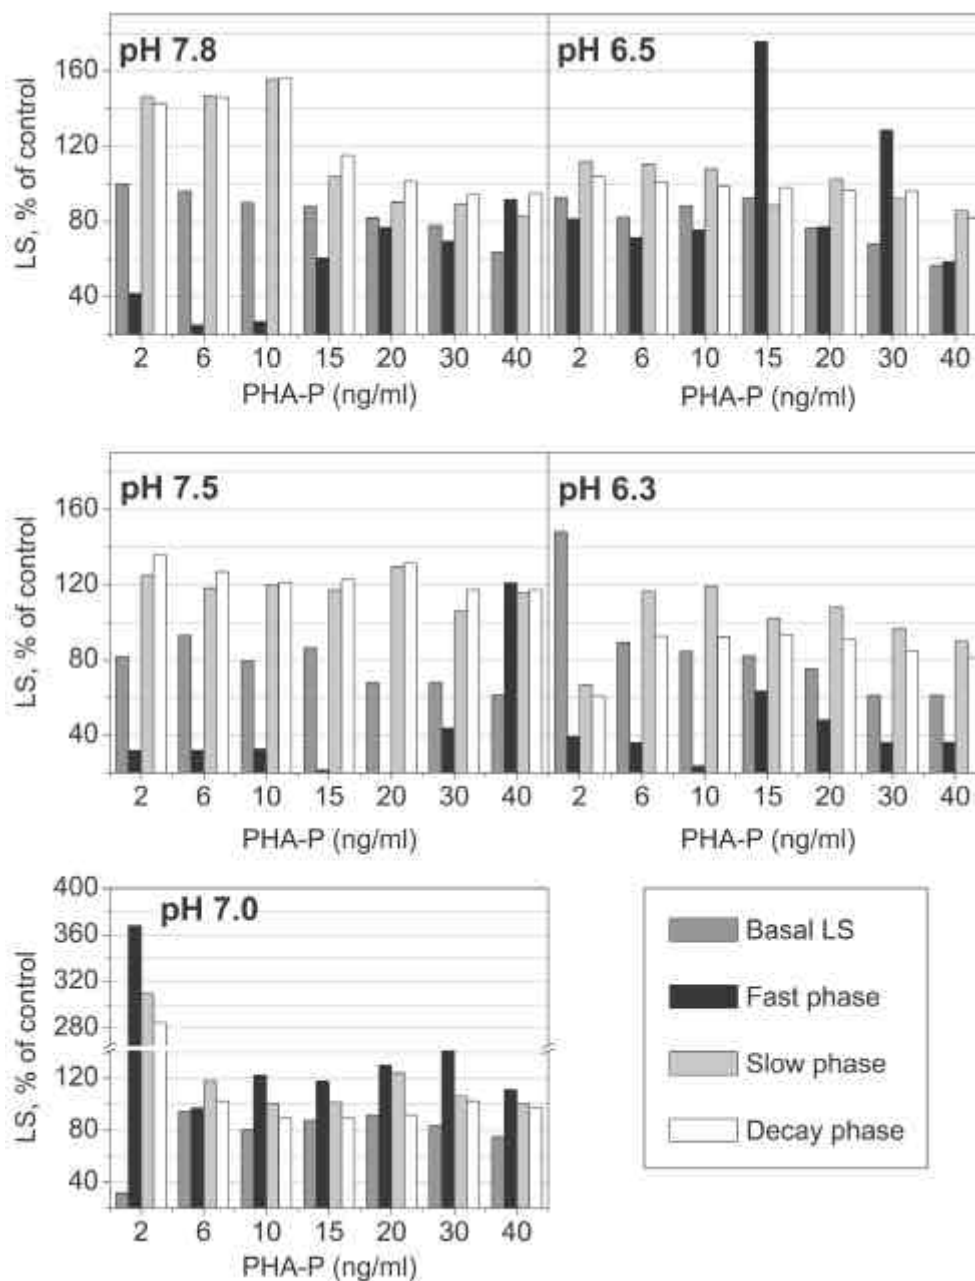 pH 7.8
pH 6.5
LS, % of control
160
120
80
40
2 6 10 15 20 30 40 2 6 10 15 20 30 40
PHA-P (ng/ml) PHA-P (ng/ml)
pH 7.5
pH 6.3
LS, % of control
160
120
80
40
2 6 10 15 20 30 40 2 6 10 15 20 30 40
PHA-P (ng/ml) PHA-P (ng/ml)
pH 7.0
LS, % of control
400
360
320
280
120
80
40
2 6 10 15 20 30 40
PHA-P (ng/ml)
Basal LS
Fast phase
Slow phase
Decay phase